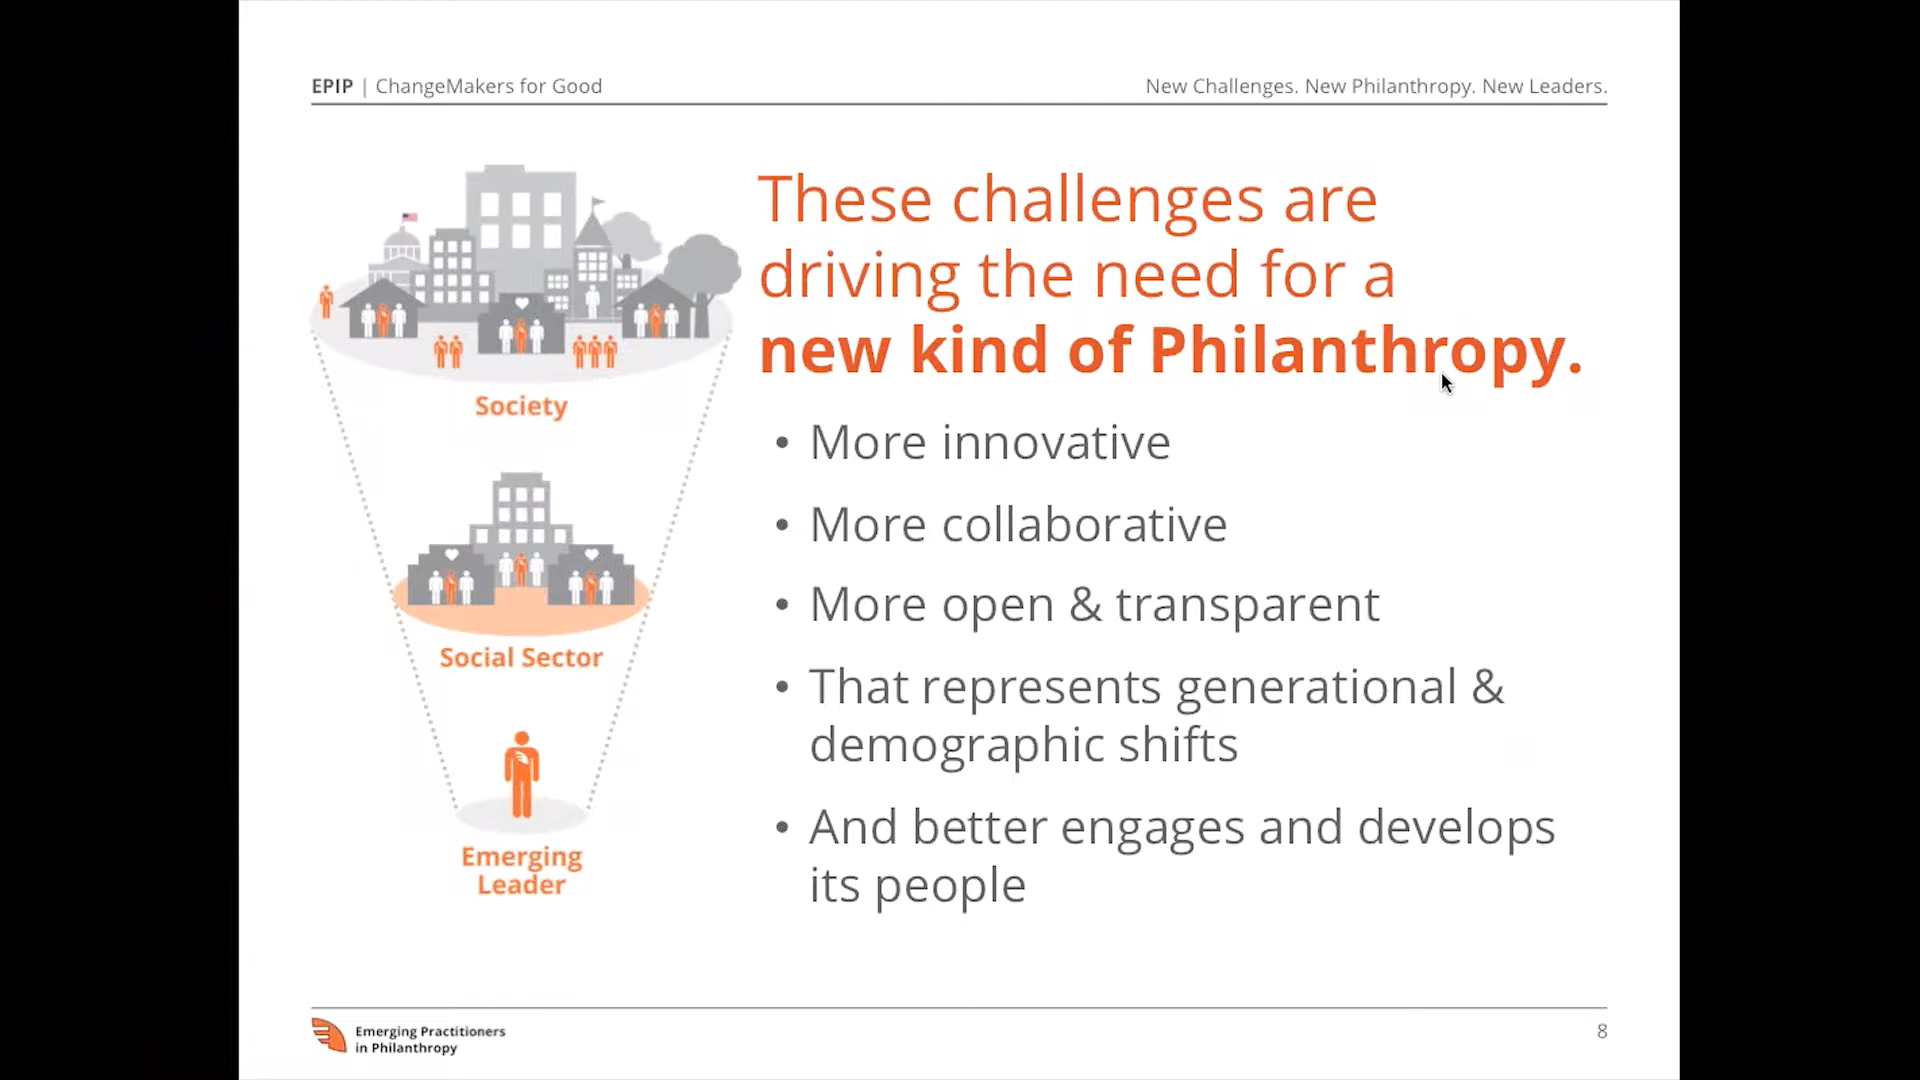 EPIP | ChangeMakers for Good
New Challenges. New Philanthropy. New Leaders.
Society
Social Sector
Emerging
Leader
These challenges are
driving the need for a
new kind of Philanthropy.
• More innovative
• More collaborative
• More open & transparent
• That represents generational &
demographic shifts
• And better engages and develops
its people
Emerging Practitioners
in Philanthropy
8